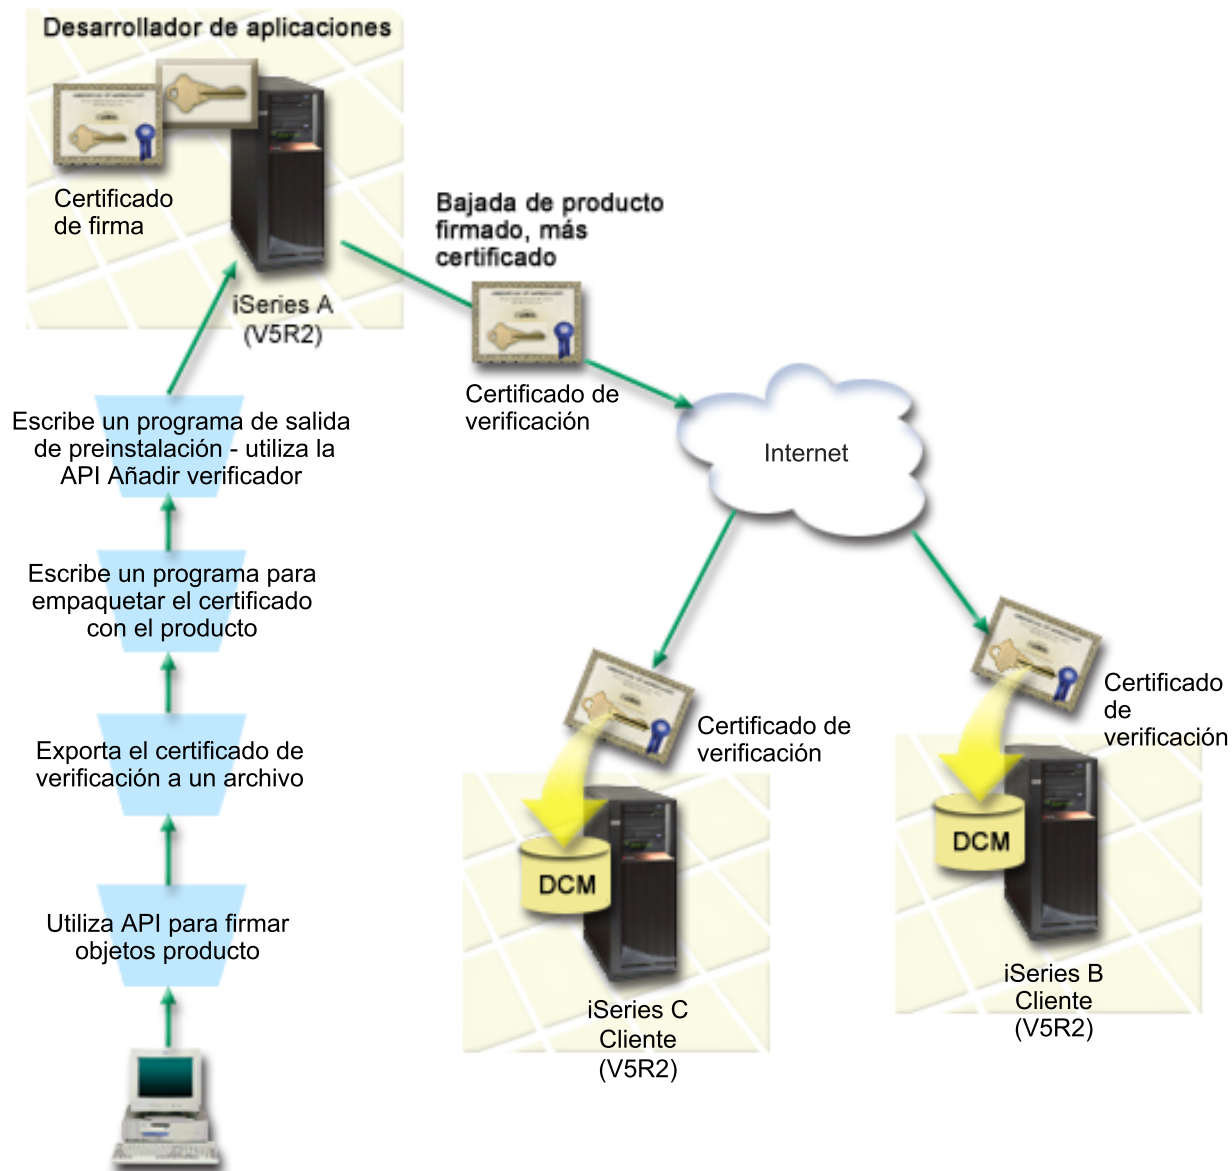 Desarrollador de aplicaciones
Certificado
de firma
iSeries A
(V5R2)
Bajada de producto
firmado, más
certificado
Certificado de
verificación
Internet
Escribe un programa de salida
de preinstalación - utiliza la
API Añadir verificador
Escribe un programa para
empaquetar el certificado
con el producto
Exporta el certificado de
verificación a un archivo
Utiliza API para firmar
objetos producto
Certificado de
verificación
DCM
iSeries C
Cliente
(V5R2)
Certificado
de
verificación
DCM
iSeries B
Cliente
(V5R2)